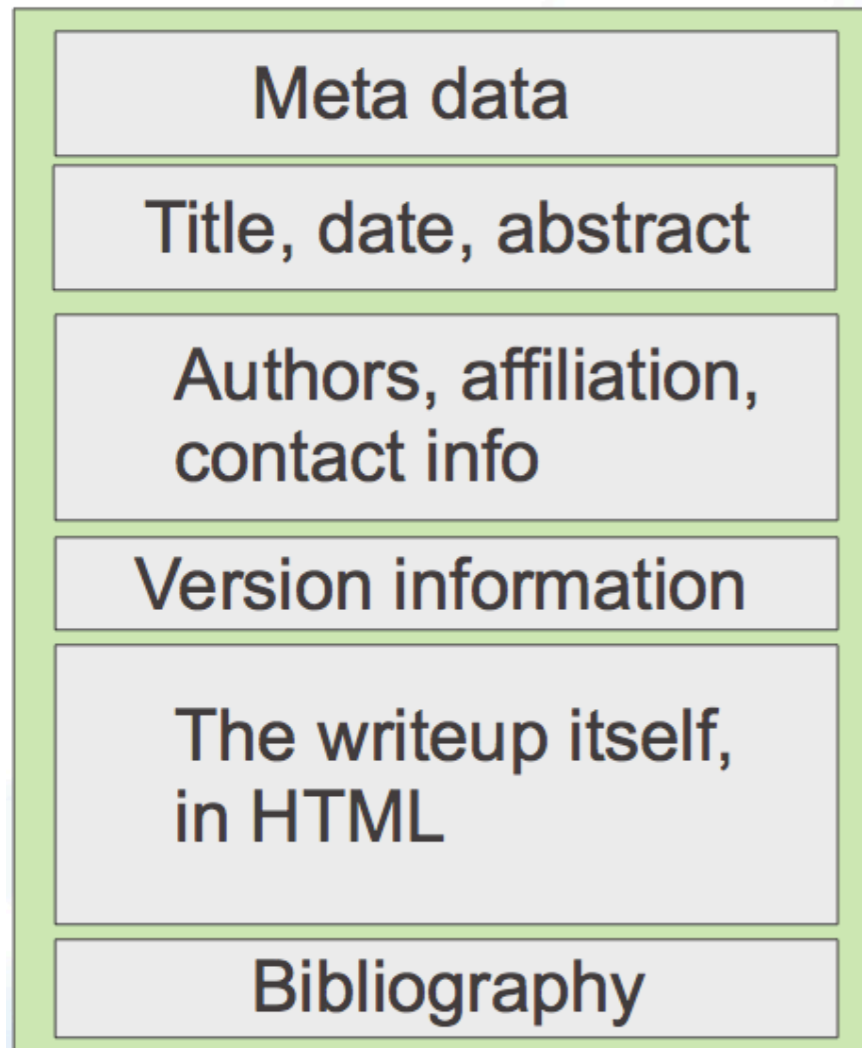 Meta data
Title, date, abstract
Authors, affiliation,
contact info
Version information
The writeup itself,
in HTML
Bibliography